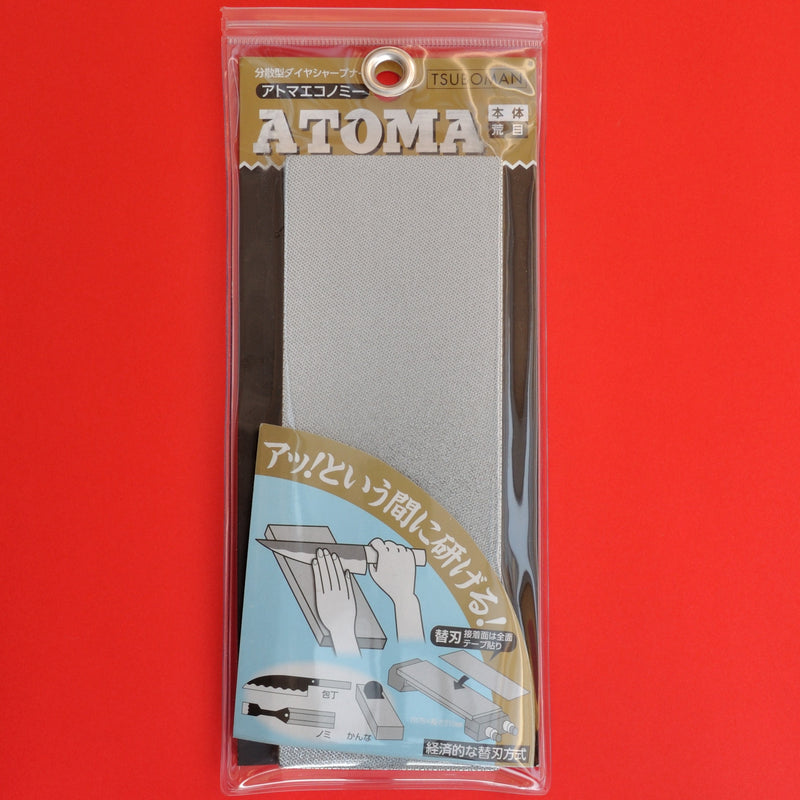 分散型ダイヤシャープナー
TSUBOMAN
アトマエコノミー
ATOMA
本体
荒目
アッ!という間に研げる!
替刃
接着面は全面
テープ貼り
包丁
ノミ
かんな
経済的な替刃方式